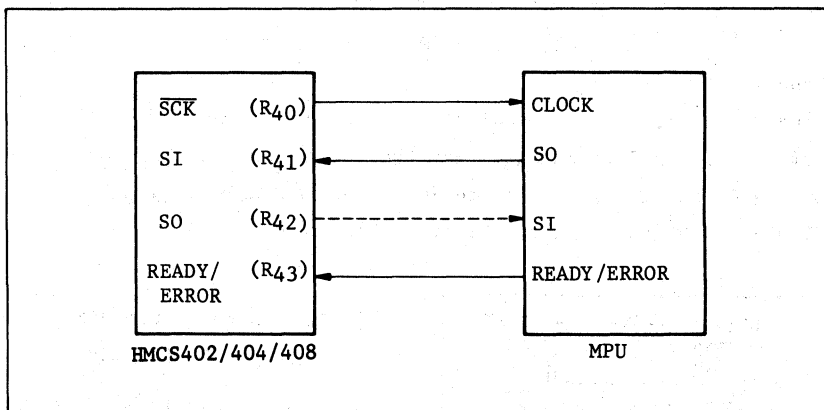 SCK (R40) CLOCK
SI (R41) SO
SO (R42) SI
READY/ (R43) READY/ERROR
ERROR
HMCS402/404/408 MPU